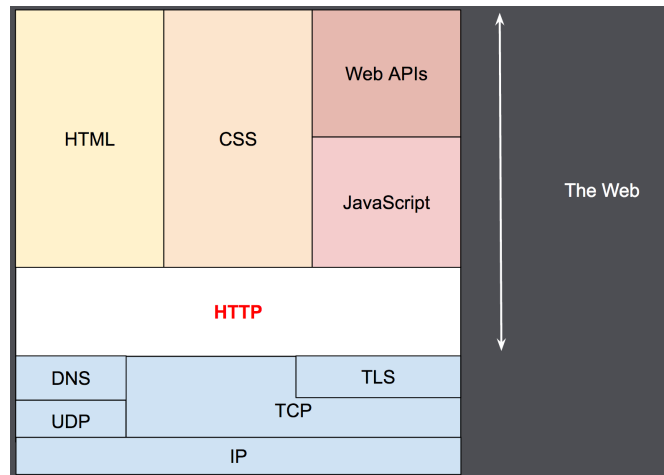 Web APIs
HTML
CSS
JavaScript
The Web
HTTP
DNS
TLS
UDP
TCP
IP